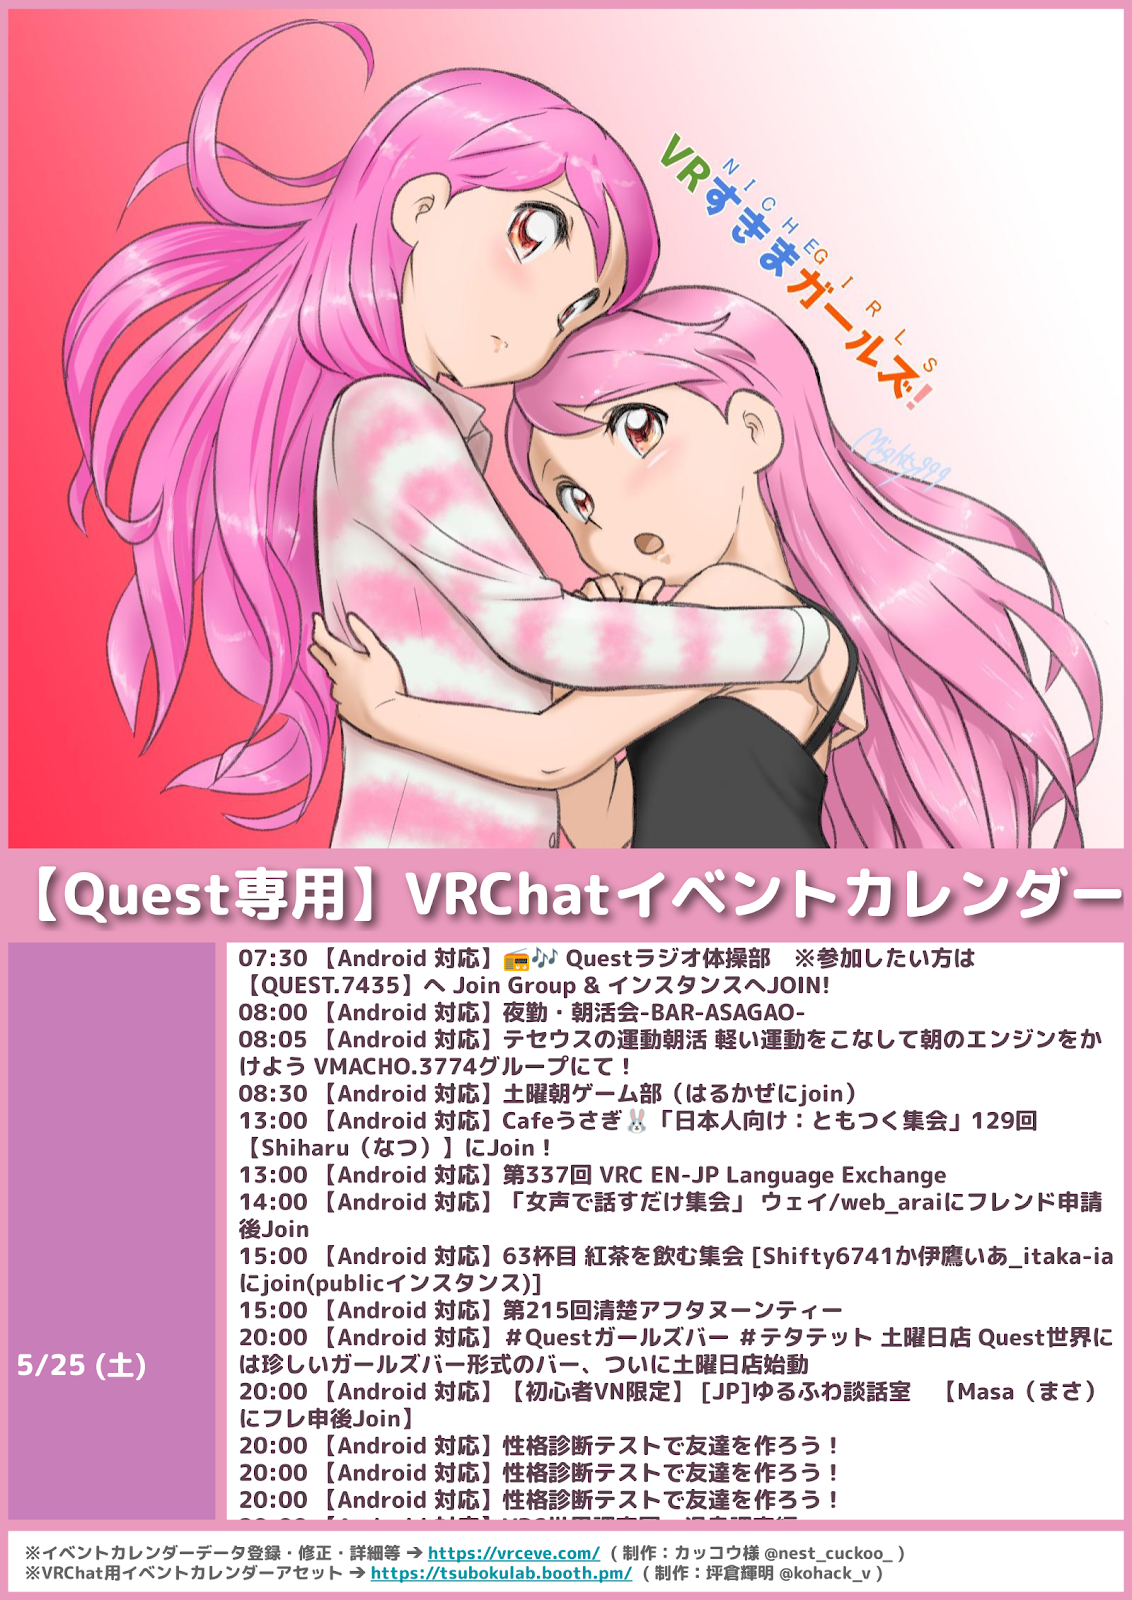 NICHE GIRLS
VRすきまガールズ!
Mighty999
【Quest専用】VRChatイベントカレンダー
5/25 (土)
07:30 【Android 対応】📻🎶 Questラジオ体操部　※参加したい方は
【QUEST.7435】へ Join Group & インスタンスへJOIN!
08:00 【Android 対応】夜勤・朝活会-BAR-ASAGAO-
08:05 【Android 対応】テセウスの運動朝活 軽い運動をこなして朝のエンジンをか
けよう VMACHO.3774グループにて！
08:30 【Android 対応】土曜朝ゲーム部（はるかぜにjoin）
13:00 【Android 対応】Cafeうさぎ🐰「日本人向け：ともつく集会」129回
【Shiharu（なつ）】にJoin！
13:00 【Android 対応】第337回 VRC EN-JP Language Exchange
14:00 【Android 対応】「女声で話すだけ集会」 ウェイ/web_araiにフレンド申請
後Join
15:00 【Android 対応】63杯目 紅茶を飲む集会 [Shifty6741か伊鷹いあ_itaka-ia
にjoin(publicインスタンス)]
15:00 【Android 対応】第215回清楚アフタヌーンティー
20:00 【Android 対応】＃Questガールズバー ＃テタテット 土曜日店 Quest世界に
は珍しいガールズバー形式のバー、ついに土曜日店始動
20:00 【Android 対応】【初心者VN限定】 [JP]ゆるふわ談話室　【Masa（まさ）
にフレ申後Join】
20:00 【Android 対応】性格診断テストで友達を作ろう！
20:00 【Android 対応】性格診断テストで友達を作ろう！
20:00 【Android 対応】性格診断テストで友達を作ろう！
※イベントカレンダーデータ登録・修正・詳細等 ➔ https://vrceve.com/ ( 制作：カッコウ様 @nest_cuckoo_ )
※VRChat用イベントカレンダーアセット ➔ https://tsubokulab.booth.pm/ ( 制作：坪倉輝明 @kohack_v )